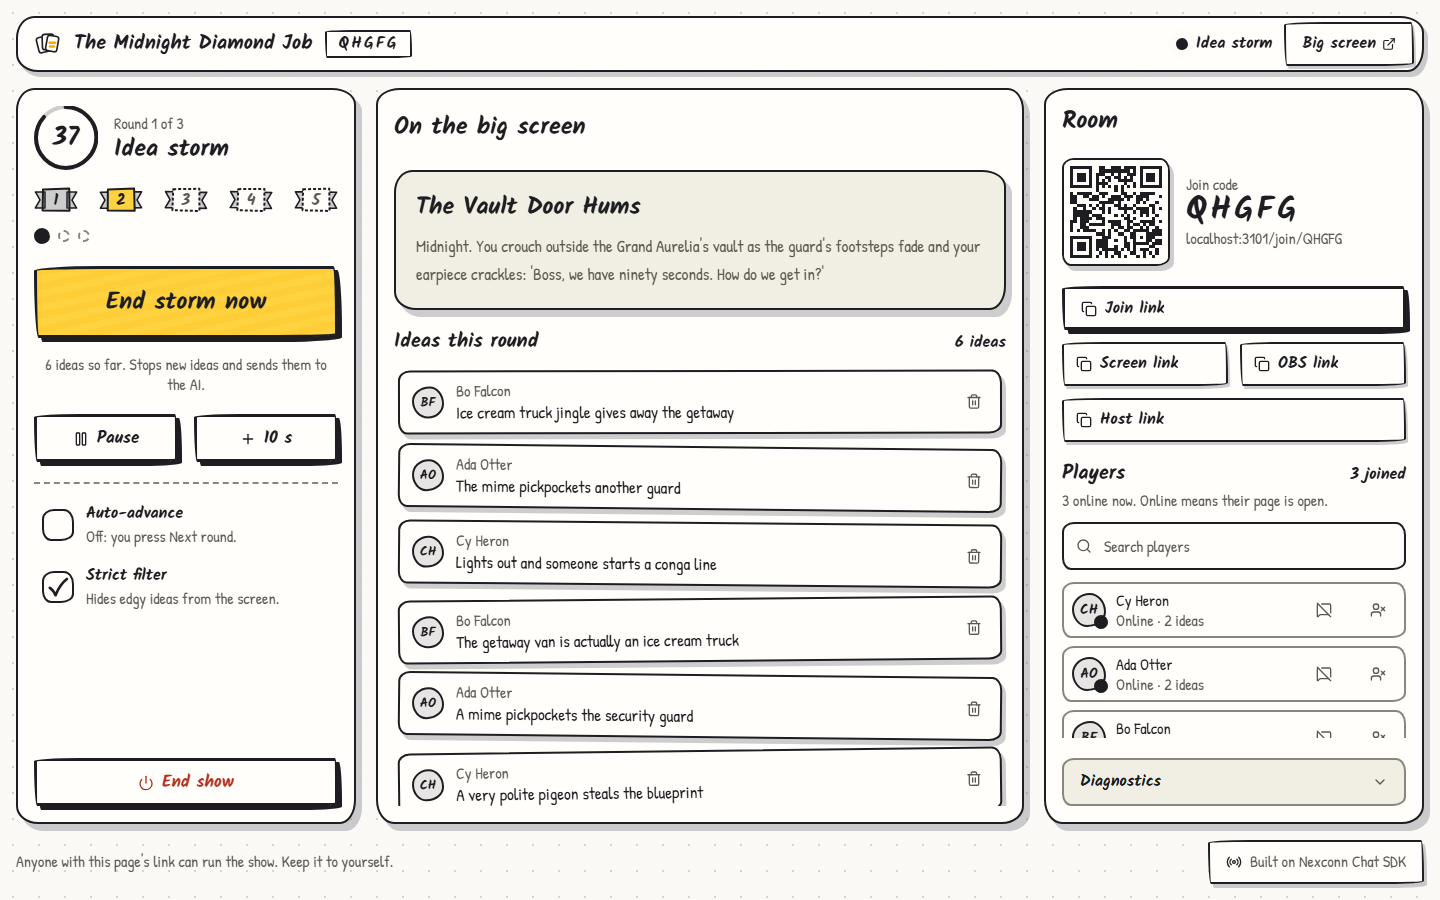 The Midnight Diamond Job
QHGFG
Idea storm
Big screen
37
Round 1 of 3
Idea storm
1 2 3 4 5
End storm now
6 ideas so far. Stops new ideas and sends them to
the AI.
Pause
+ 10 s
Auto-advance
Off: you press Next round.
Strict filter
Hides edgy ideas from the screen.
End show
On the big screen
The Vault Door Hums
Midnight. You crouch outside the Grand Aurelia's vault as the guard's footsteps fade and your
earpiece crackles: 'Boss, we have ninety seconds. How do we get in?'
Ideas this round
6 ideas
BF
Bo Falcon
Ice cream truck jingle gives away the getaway
AO
Ada Otter
The mime pickpockets another guard
CH
Cy Heron
Lights out and someone starts a conga line
BF
Bo Falcon
The getaway van is actually an ice cream truck
AO
Ada Otter
A mime pickpockets the security guard
CH
Cy Heron
A very polite pigeon steals the blueprint
Room
Join code
QHGFG
localhost:3101/join/QHGFG
Join link
Screen link
OBS link
Host link
Players
3 joined
3 online now. Online means their page is open.
Search players
CH
Cy Heron
Online · 2 ideas
AO
Ada Otter
Online · 2 ideas
BF
Bo Falcon
Diagnostics
Anyone with this page's link can run the show. Keep it to yourself.
Built on Nexconn Chat SDK